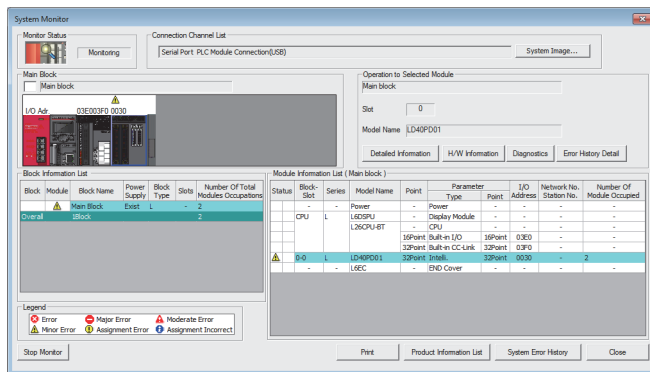 System Monitor
Monitor Status
Monitoring
Connection Channel List
Serial Port PLC Module Connection(USB)
System Image...
Main Block
Main block
I/O Adr.
03E0 03F0 0030
Operation to Selected Module
Main block
Slot
0
Model Name
LD40PD01
Detailed Information
H/W Information
Diagnostics
Error History Detail
Block Information List
Block Module Block Name Power Supply Block Type Slots Number Of Total Modules Occupations
Main Block Exist L - 2
Overall 1Block 2
Module Information List (Main block)
Status Block-Slot Series Model Name Point Parameter Type Point I/O Address Network No. Station No. Number Of Module Occupied
- - Power - Power - - - -
CPU L L6DSPU - Display Module - - - -
L26CPU-BT - CPU - - - -
16Point Built-in I/O 16Point 03E0 - -
32Point Built-in CC-Link 32Point 03F0 - -
0-0 L LD40PD01 32Point Intelli. 32Point 0030 - 2
- - L6EC - END Cover - - - -
Legend
Error Major Error Moderate Error
Minor Error Assignment Error Assignment Incorrect
Stop Monitor
Print
Product Information List
System Error History
Close